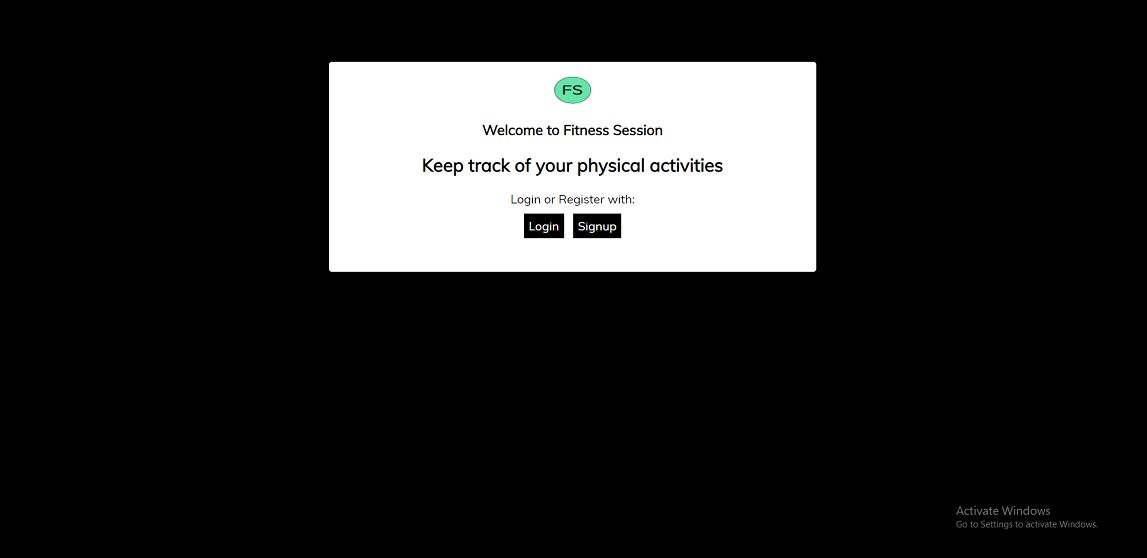 FS
Welcome to Fitness Session
Keep track of your physical activities
Login or Register with:
Login Signup
Activate Windows
Go to Settings to activate Windows.